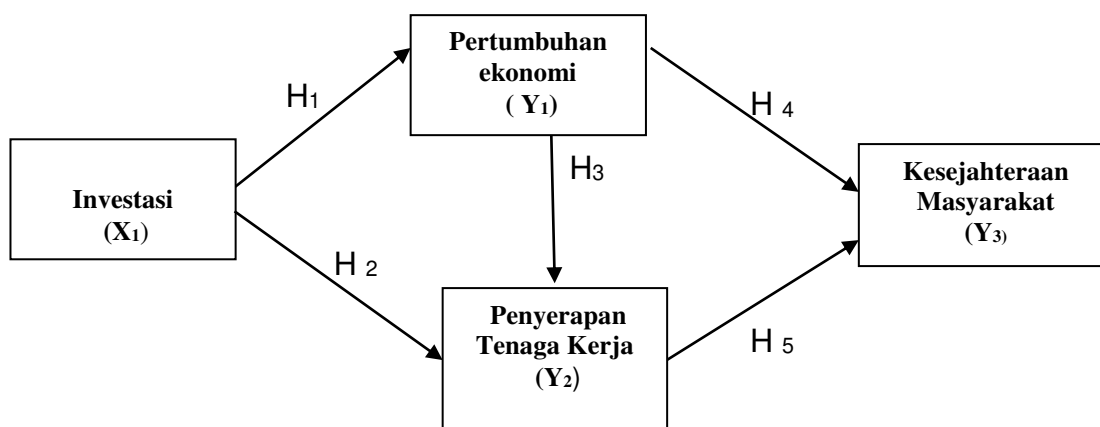 Pertumbuhan
ekonomi
( Y1)
H1
H 4
H3
Investasi
(X1)
Kesejahteraan
Masyarakat
(Y3)
H 2
Penyerapan
Tenaga Kerja
(Y2)
H 5